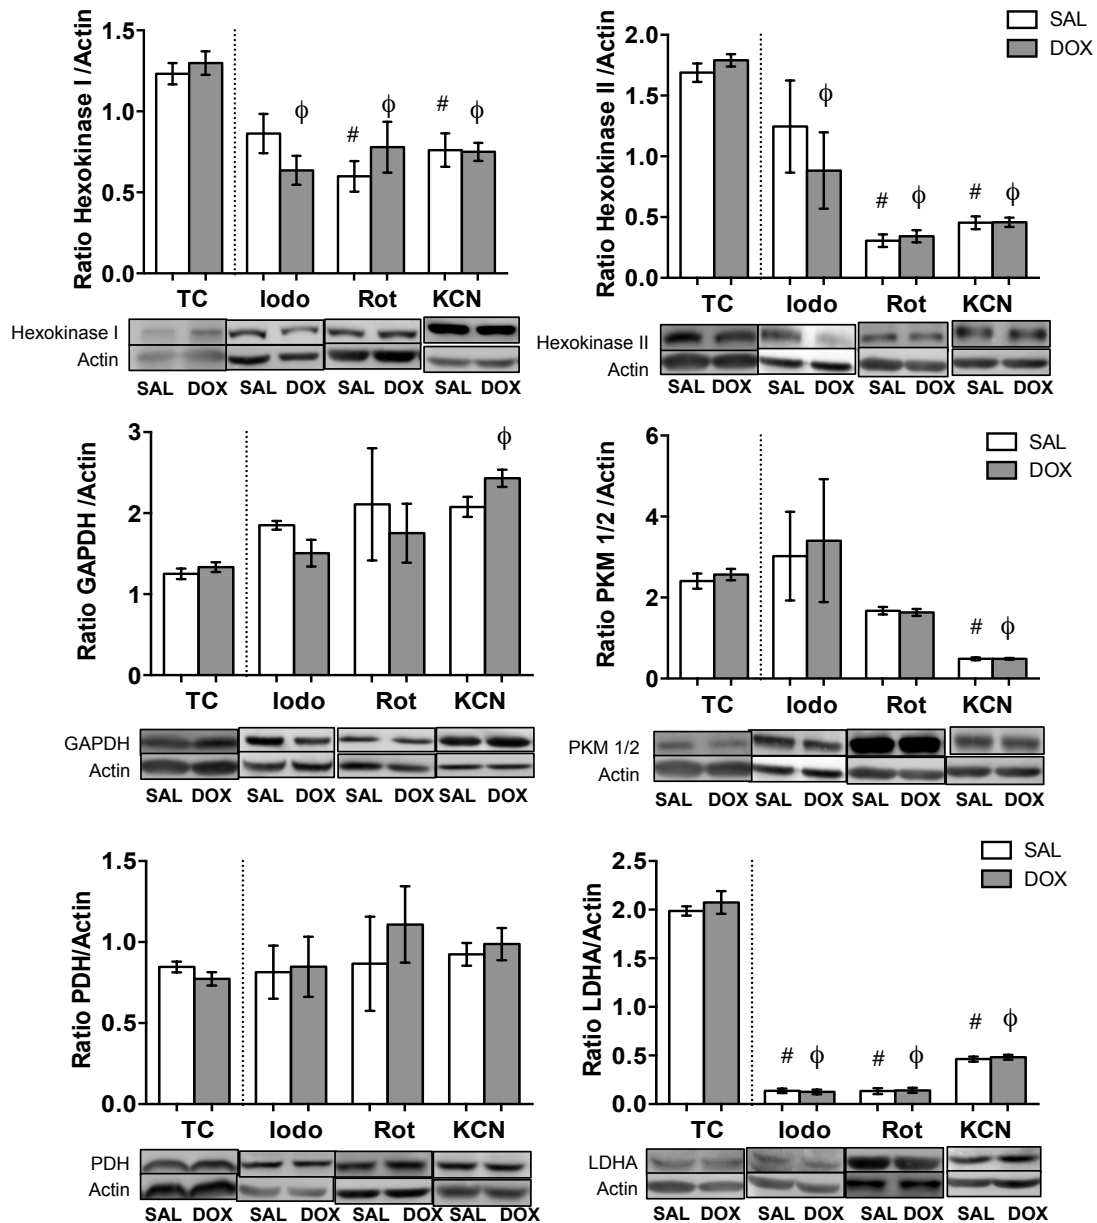 SAL
DOX
Ratio Hexokinase I /Actin
1.5
1.0
0.5
0.0
ϕ
#
ϕ
#
ϕ
TC Iodo Rot KCN
Hexokinase I
Actin
SAL DOX SAL DOX SAL DOX SAL DOX
Ratio Hexokinase II /Actin
2.0
1.5
1.0
0.5
0.0
ϕ
#
ϕ
#
ϕ
TC Iodo Rot KCN
Hexokinase II
Actin
SAL DOX SAL DOX SAL DOX SAL DOX
Ratio GAPDH /Actin
3
2
1
0
ϕ
TC Iodo Rot KCN
GAPDH
Actin
SAL DOX SAL DOX SAL DOX SAL DOX
SAL
DOX
Ratio PKM 1/2 /Actin
6
4
2
0
# ϕ
TC Iodo Rot KCN
PKM 1/2
Actin
SAL DOX SAL DOX SAL DOX SAL DOX
Ratio PDH/Actin
1.5
1.0
0.5
0.0
TC Iodo Rot KCN
PDH
Actin
SAL DOX SAL DOX SAL DOX SAL DOX
SAL
DOX
Ratio LDHA/Actin
2.5
2.0
1.5
1.0
0.5
0.0
# ϕ # ϕ # ϕ
TC Iodo Rot KCN
LDHA
Actin
SAL DOX SAL DOX SAL DOX SAL DOX